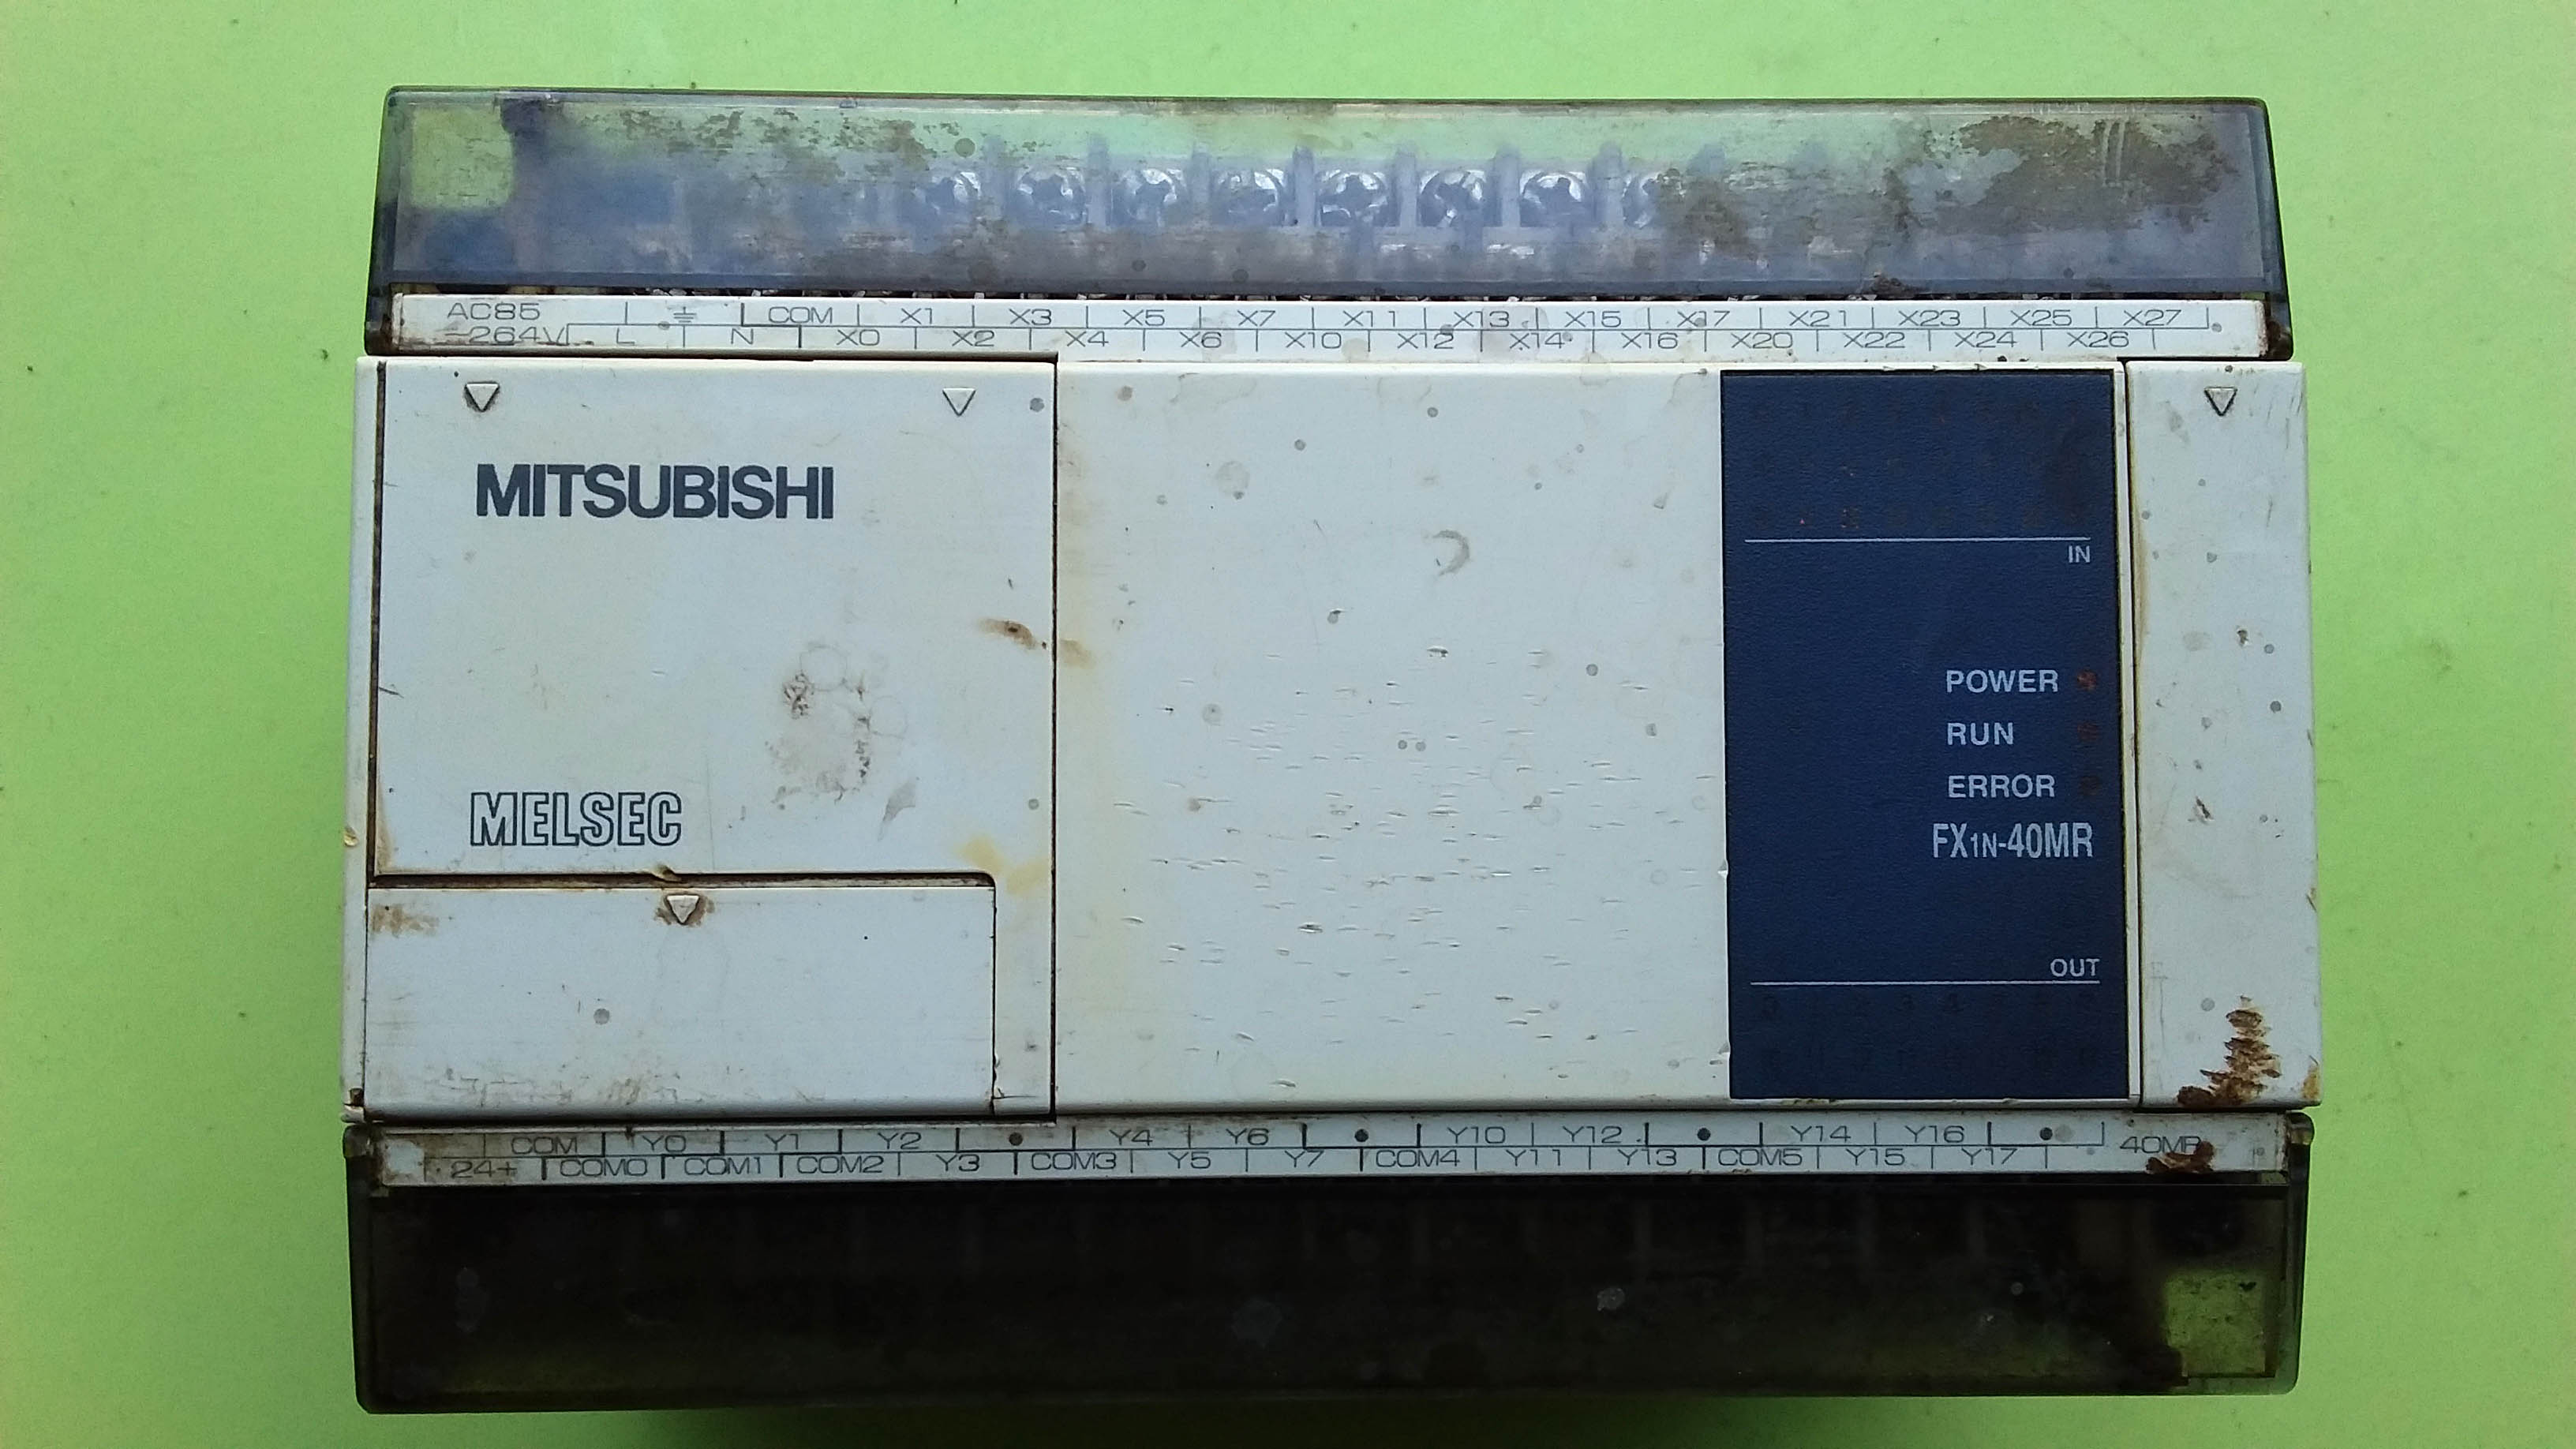 AC85 ⏚ COM X1 X3 X5 X7 X11 X13 X15 X17 X21 X23 X25 X27
~264V L N X0 X2 X4 X6 X10 X12 X14 X16 X20 X22 X24 X26
MITSUBISHI
IN
POWER
RUN
ERROR
MELSEC
FX1N-40MR
OUT
COM Y0 Y1 Y2 • Y4 Y6 • Y10 Y12 • Y14 Y16 • 40MR
24+ COM0 COM1 COM2 Y3 COM3 Y5 Y7 COM4 Y11 Y13 COM5 Y15 Y17